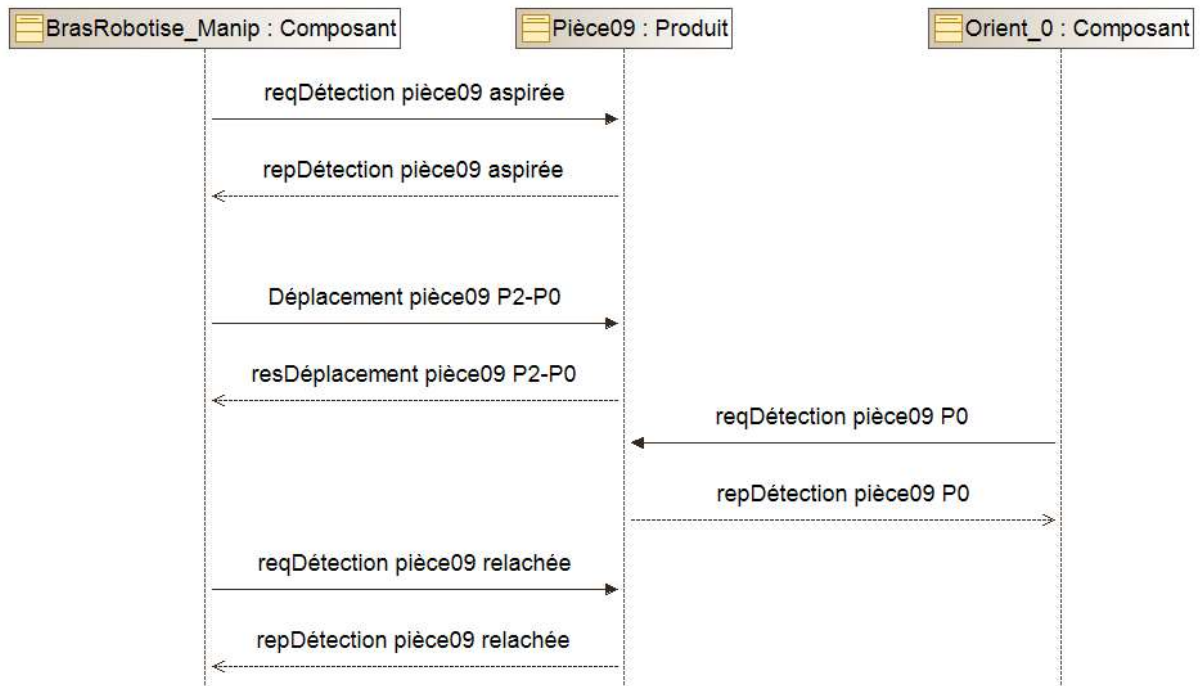 BrasRobotise_Manip : Composant
Pièce09 : Produit
Orient_0 : Composant
reqDétection pièce09 aspirée
repDétection pièce09 aspirée
Déplacement pièce09 P2-P0
resDéplacement pièce09 P2-P0
reqDétection pièce09 P0
repDétection pièce09 P0
reqDétection pièce09 relachée
repDétection pièce09 relachée